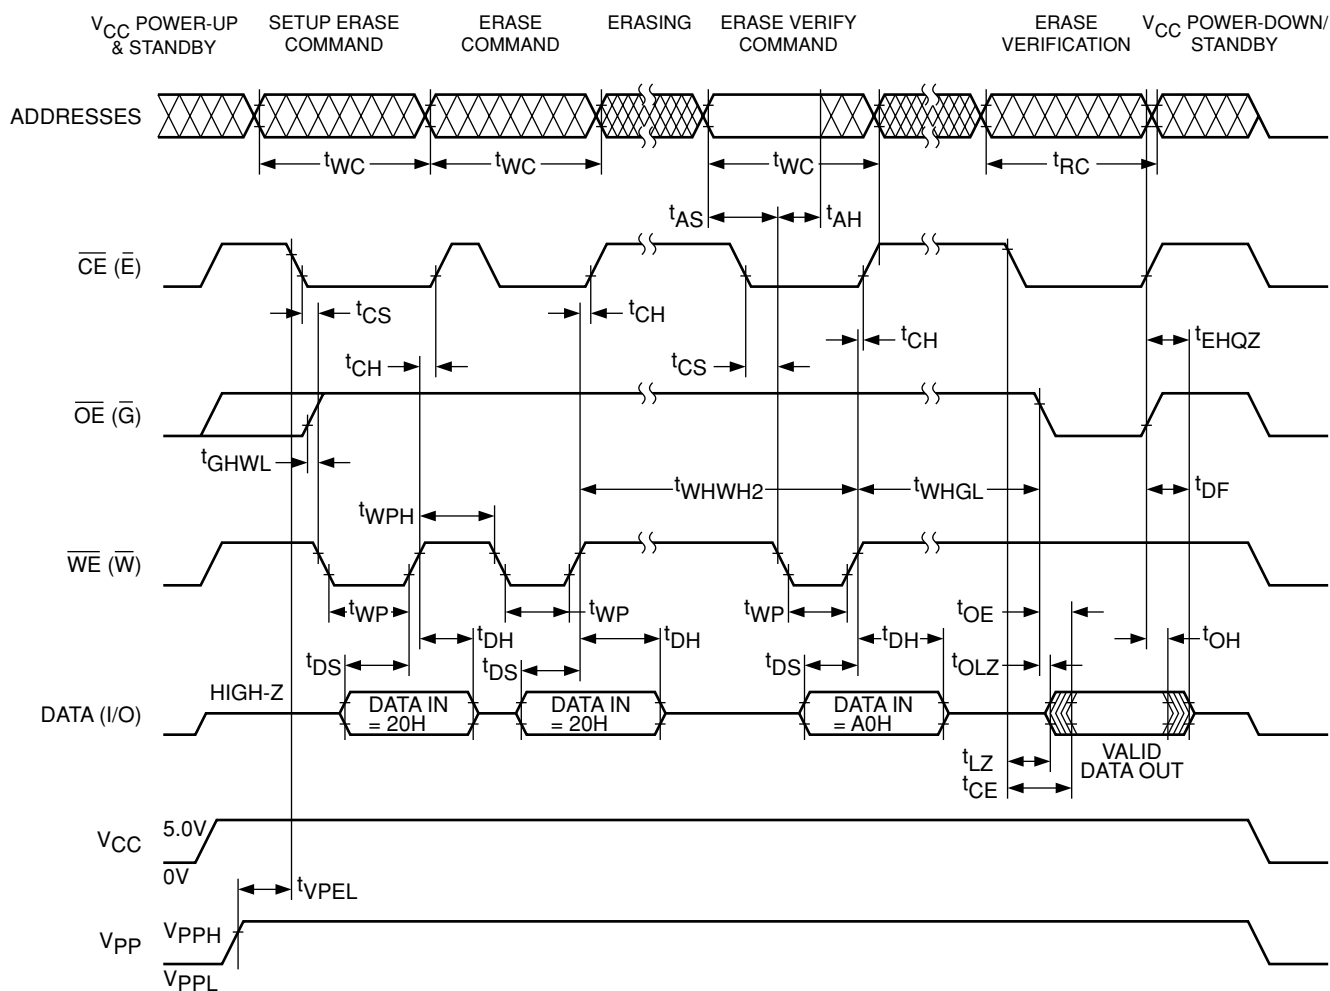 VCC POWER-UP & STANDBY
SETUP ERASE COMMAND
ERASE COMMAND
ERASING
ERASE VERIFY COMMAND
ERASE VERIFICATION
VCC POWER-DOWN/ STANDBY
ADDRESSES
tWC
tWC
tWC
tRC
tAS
tAH
CE (E)
tCS
tCH
tCH
tCS
tCH
tEHQZ
OE (G)
tGHWL
tWHWH2
tWHGL
tDF
tWPH
WE (W)
tWP
tWP
tWP
tOE
tDH
tDH
tDH
tOH
tDS
tDS
tDS
tOLZ
HIGH-Z
DATA (I/O)
DATA IN = 20H
DATA IN = 20H
DATA IN = A0H
VALID DATA OUT
tLZ
tCE
VCC
5.0V
0V
tVPEL
VPP
VPPH
VPPL